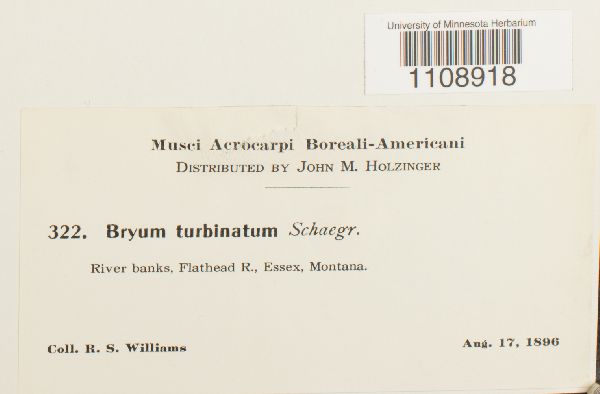 University of Minnesota Herbarium
1108918
Musci Acrocarpi Boreali-Americani
Distributed by John M. Holzinger
322. Bryum turbinatum Schaegr.
River banks, Flathead R., Essex, Montana.
Coll. R. S. Williams
Aug. 17, 1896